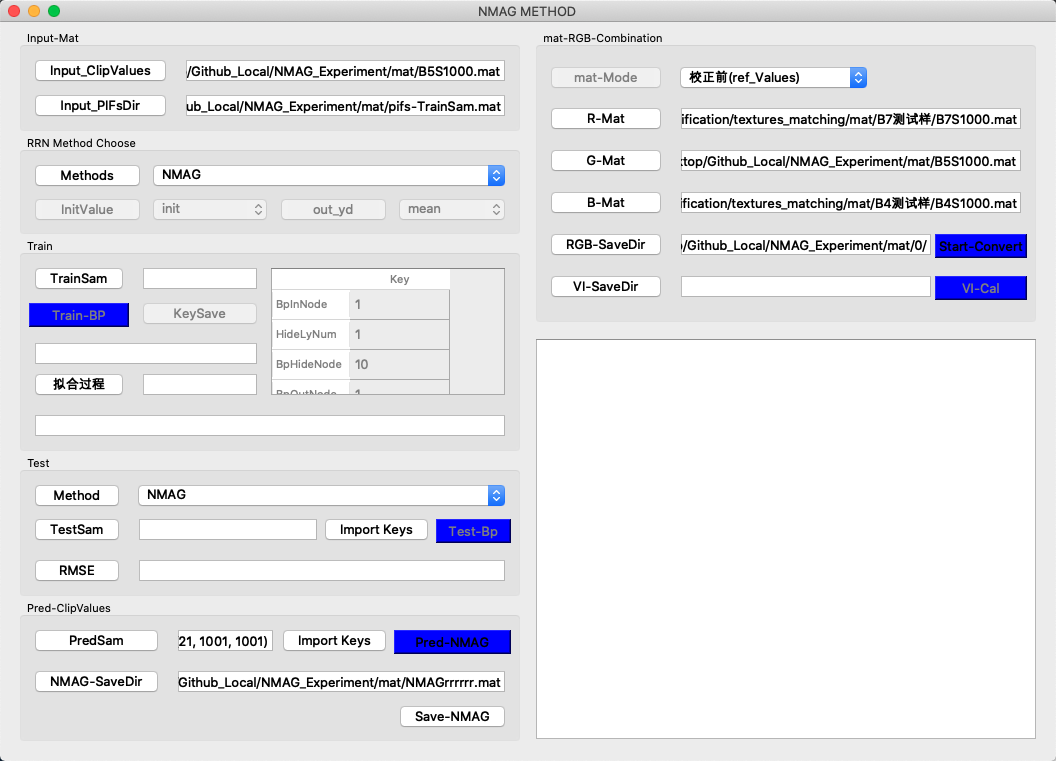 NMAG METHOD
Input-Mat
Input_ClipValues /Github_Local/NMAG_Experiment/mat/B5S1000.mat
Input_PIFsDir ub_Local/NMAG_Experiment/mat/pifs-TrainSam.mat
RRN Method Choose
Methods NMAG
InitValue init out_yd mean
Train
TrainSam
Train-BP KeySave
拟合过程
Key
BpInNode 1
HideLyNum 1
BpHideNode 10
BpOutNode 1
Test
Method NMAG
TestSam Import Keys Test-Bp
RMSE
Pred-ClipValues
PredSam 21, 1001, 1001) Import Keys Pred-NMAG
NMAG-SaveDir Github_Local/NMAG_Experiment/mat/NMAGrrrrrr.mat
Save-NMAG
mat-RGB-Combination
mat-Mode 校正前(ref_Values)
R-Mat ification/textures_matching/mat/B7测试样/B7S1000.mat
G-Mat ktop/Github_Local/NMAG_Experiment/mat/B5S1000.mat
B-Mat ification/textures_matching/mat/B4测试样/B4S1000.mat
RGB-SaveDir /Github_Local/NMAG_Experiment/mat/0/ Start-Convert
VI-SaveDir VI-Cal